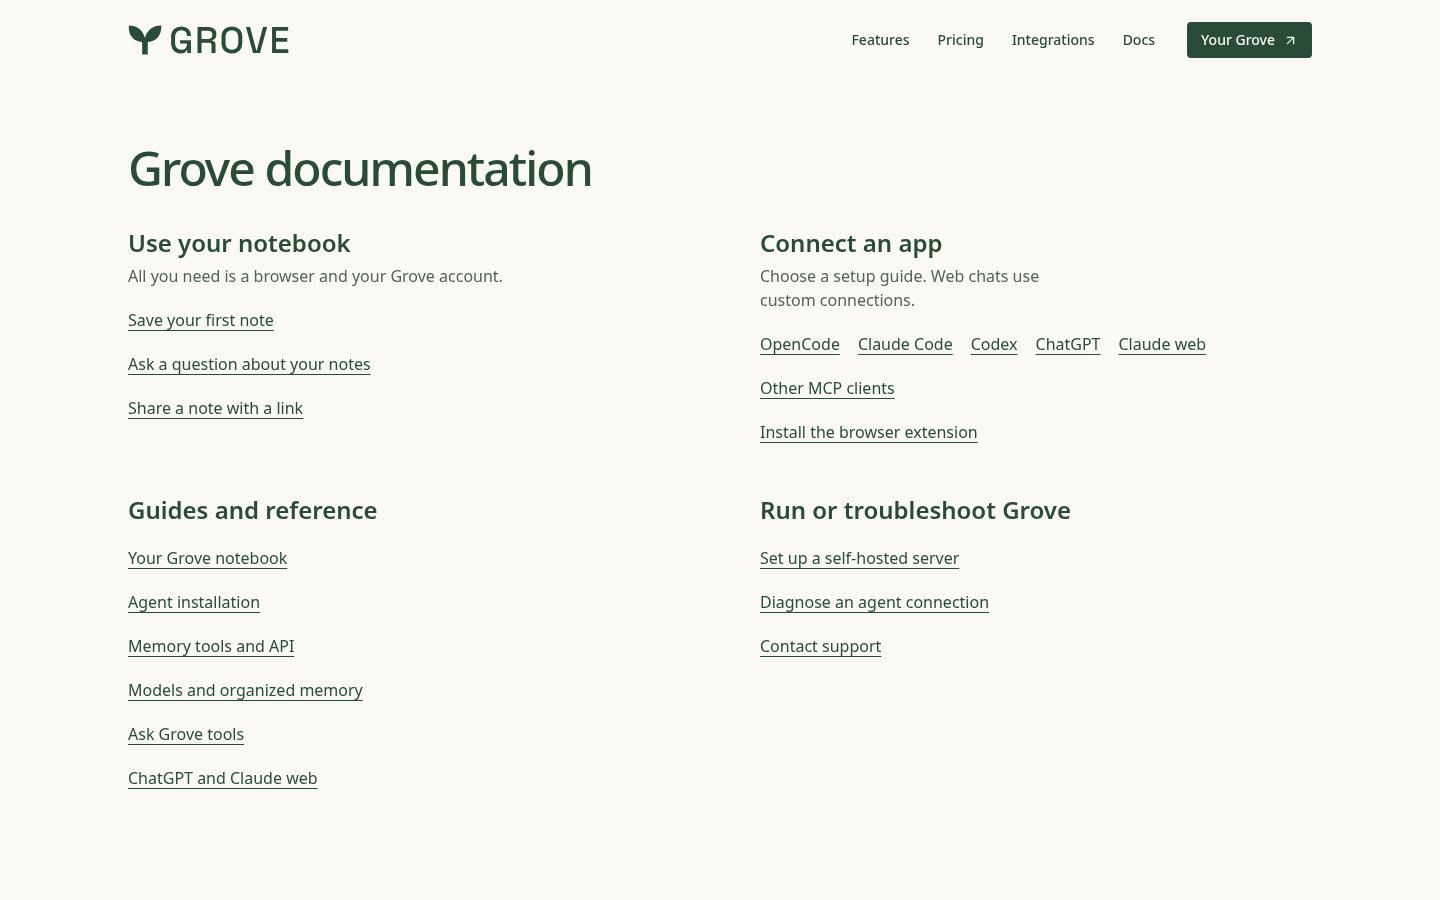 GROVE
Features Pricing Integrations Docs Your Grove
Grove documentation
Use your notebook
All you need is a browser and your Grove account.
Save your first note
Ask a question about your notes
Share a note with a link
Connect an app
Choose a setup guide. Web chats use
custom connections.
OpenCode Claude Code Codex ChatGPT Claude web
Other MCP clients
Install the browser extension
Guides and reference
Your Grove notebook
Agent installation
Memory tools and API
Models and organized memory
Ask Grove tools
ChatGPT and Claude web
Run or troubleshoot Grove
Set up a self-hosted server
Diagnose an agent connection
Contact support